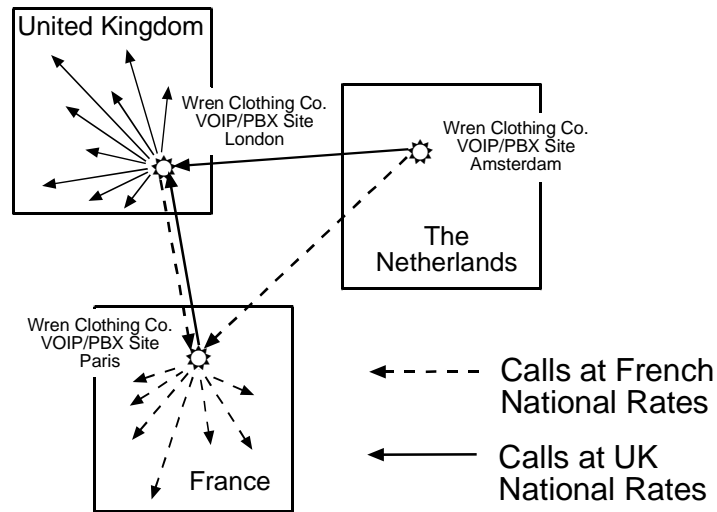 United Kingdom
Wren Clothing Co.
VOIP/PBX Site
London
Wren Clothing Co.
VOIP/PBX Site
Amsterdam
The
Netherlands
Wren Clothing Co.
VOIP/PBX Site
Paris
France
Calls at French
National Rates
Calls at UK
National Rates